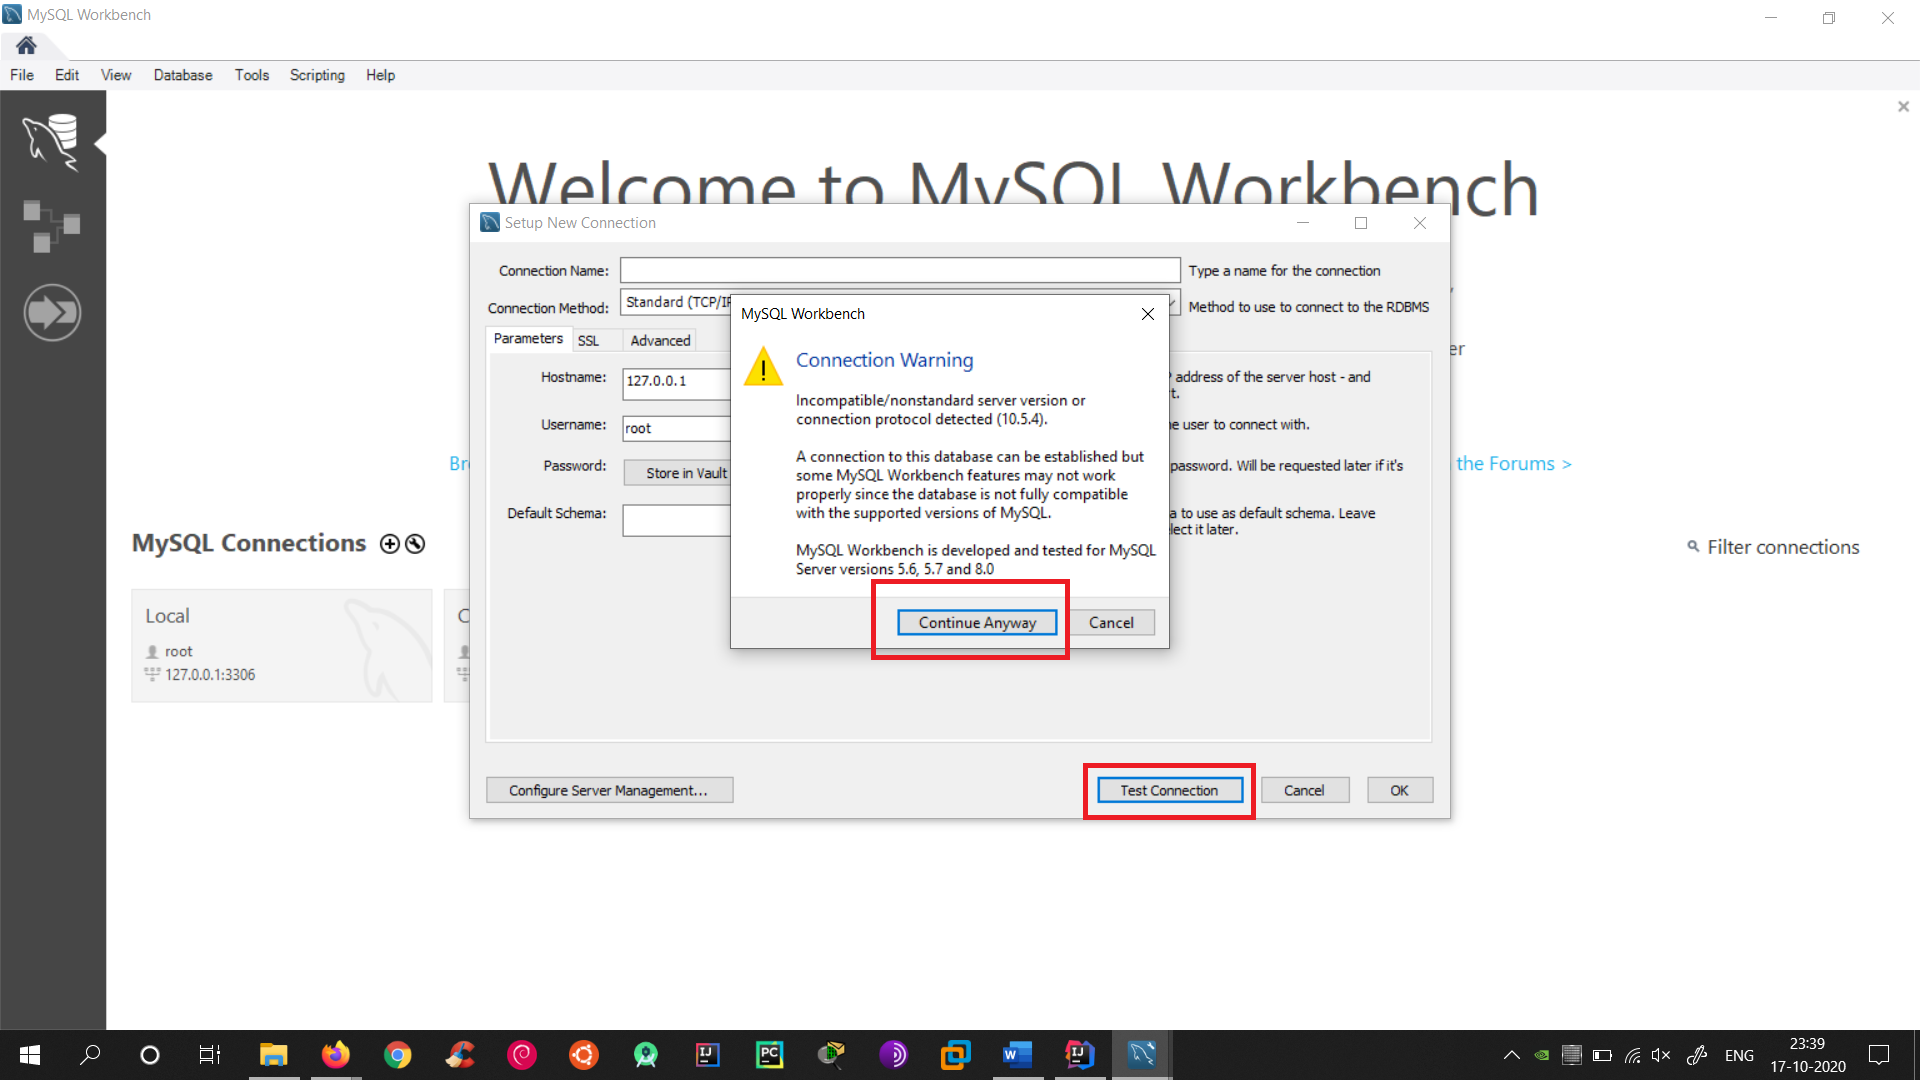 MySQL Workbench
File Edit View Database Tools Scripting Help
Welcome to MySQL Workbench
Setup New Connection
Connection Name: Type a name for the connection
Connection Method: Standard (TCP/IP Method to use to connect to the RDBMS
Parameters SSL Advanced
Hostname: 127.0.0.1 address of the server host - and
t.
Username: root user to connect with.
Password: Store in Vault password. Will be requested later if it's
Default Schema: a to use as default schema. Leave
it later.
MySQL Workbench
Connection Warning
Incompatible/nonstandard server version or
connection protocol detected (10.5.4).
A connection to this database can be established but
some MySQL Workbench features may not work
properly since the database is not fully compatible
with the supported versions of MySQL.
MySQL Workbench is developed and tested for MySQL
Server versions 5.6, 5.7 and 8.0
Continue Anyway Cancel
Configure Server Management... Test Connection Cancel OK
er
Br the Forums >
MySQL Connections
Filter connections
Local
root
127.0.0.1:3306
C
ENG
23:39
17-10-2020